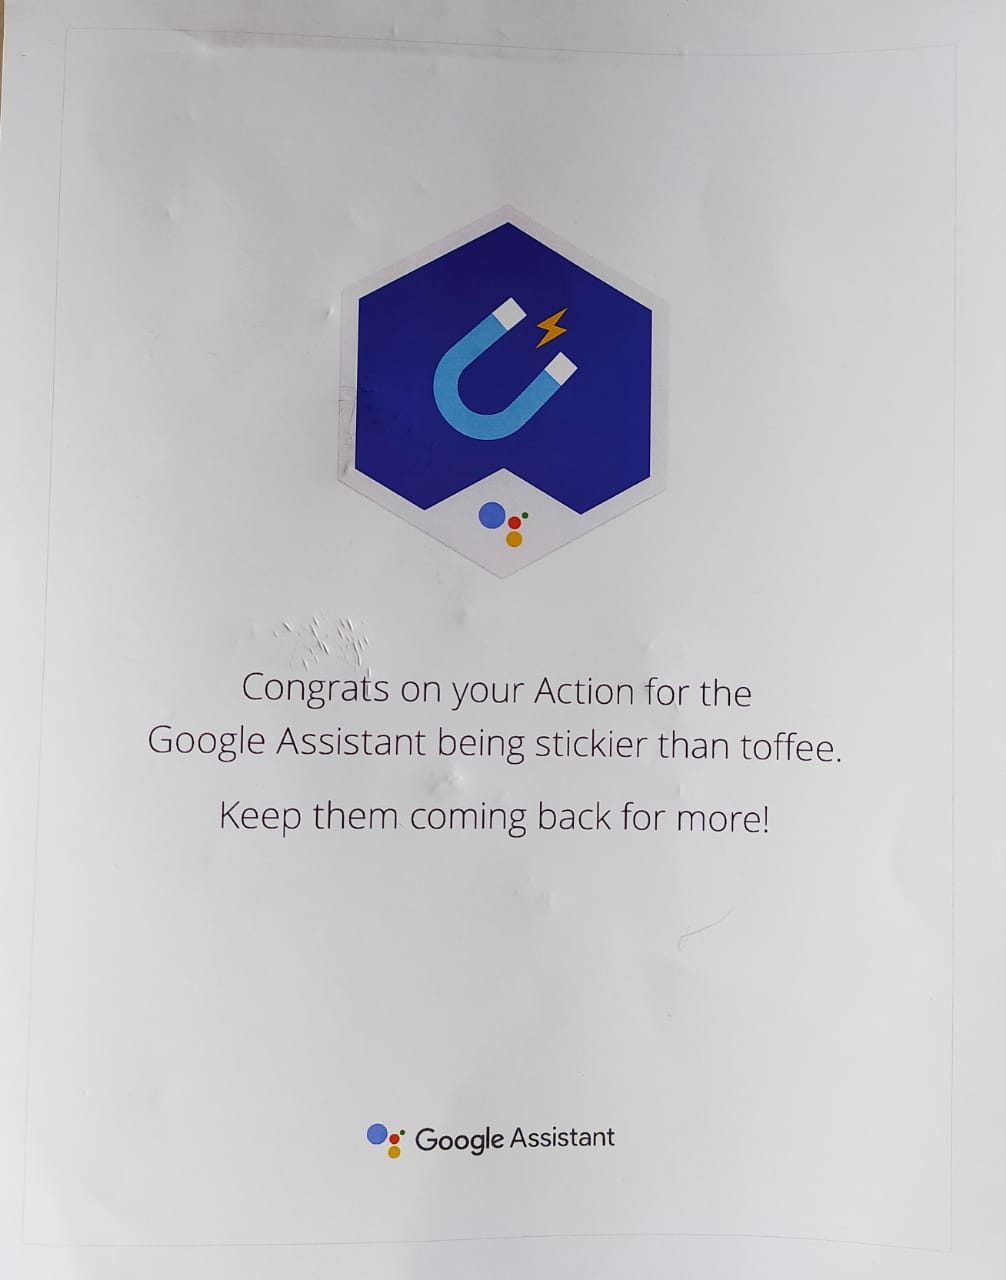 Congrats on your Action for the
Google Assistant being stickier than toffee.
Keep them coming back for more!
Google Assistant